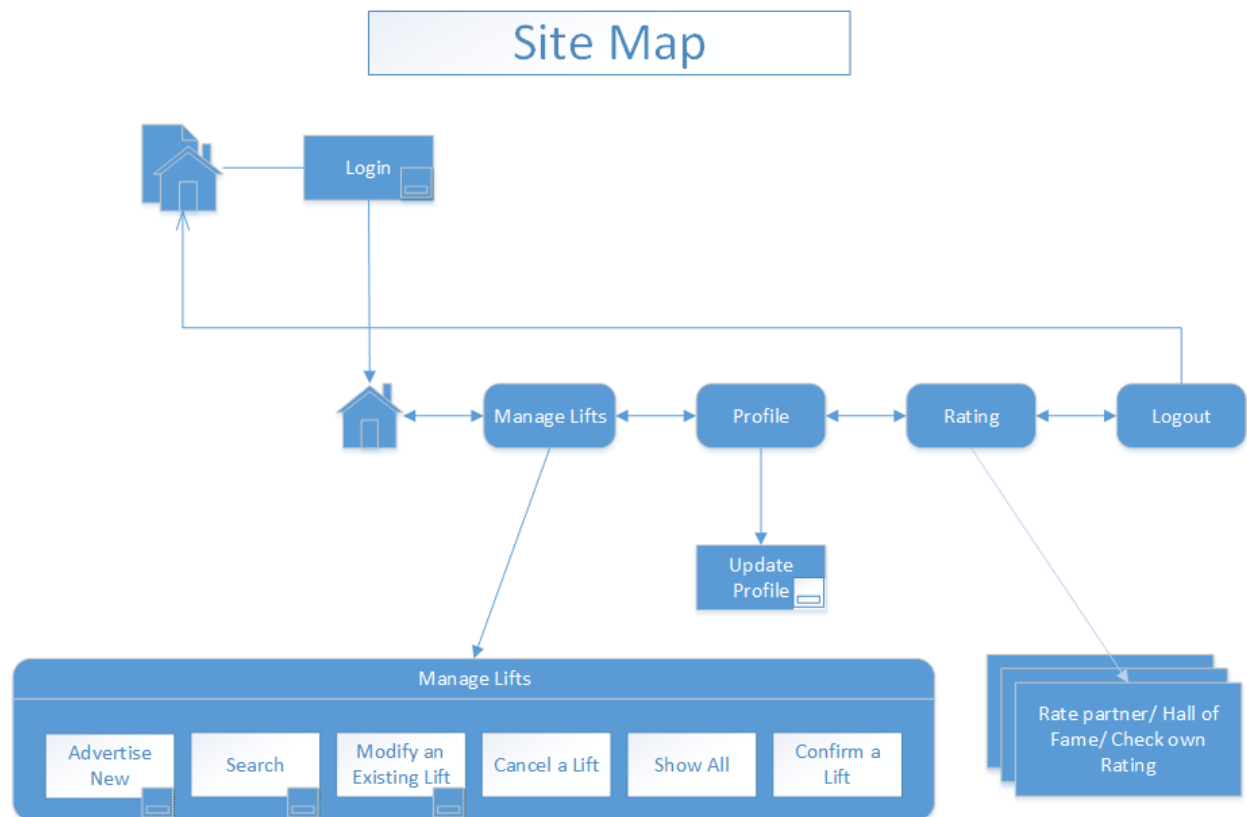 Site Map
Login
Manage Lifts
Profile
Rating
Logout
Update
Profile
Manage Lifts
Advertise
New
Search
Modify an
Existing Lift
Cancel a Lift
Show All
Confirm a
Lift
Rate partner/ Hall of
Fame/ Check own
Rating